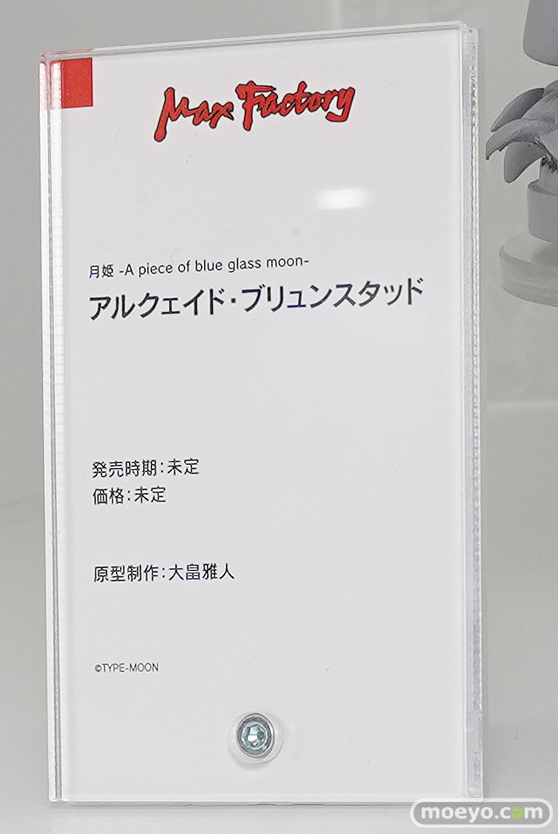 Max Factory
月姫 -A piece of blue glass moon-
アルクェイド・ブリュンスタッド
発売時期：未定
価格：未定
原型制作：大畠雅人
©TYPE-MOON
moeyo.com